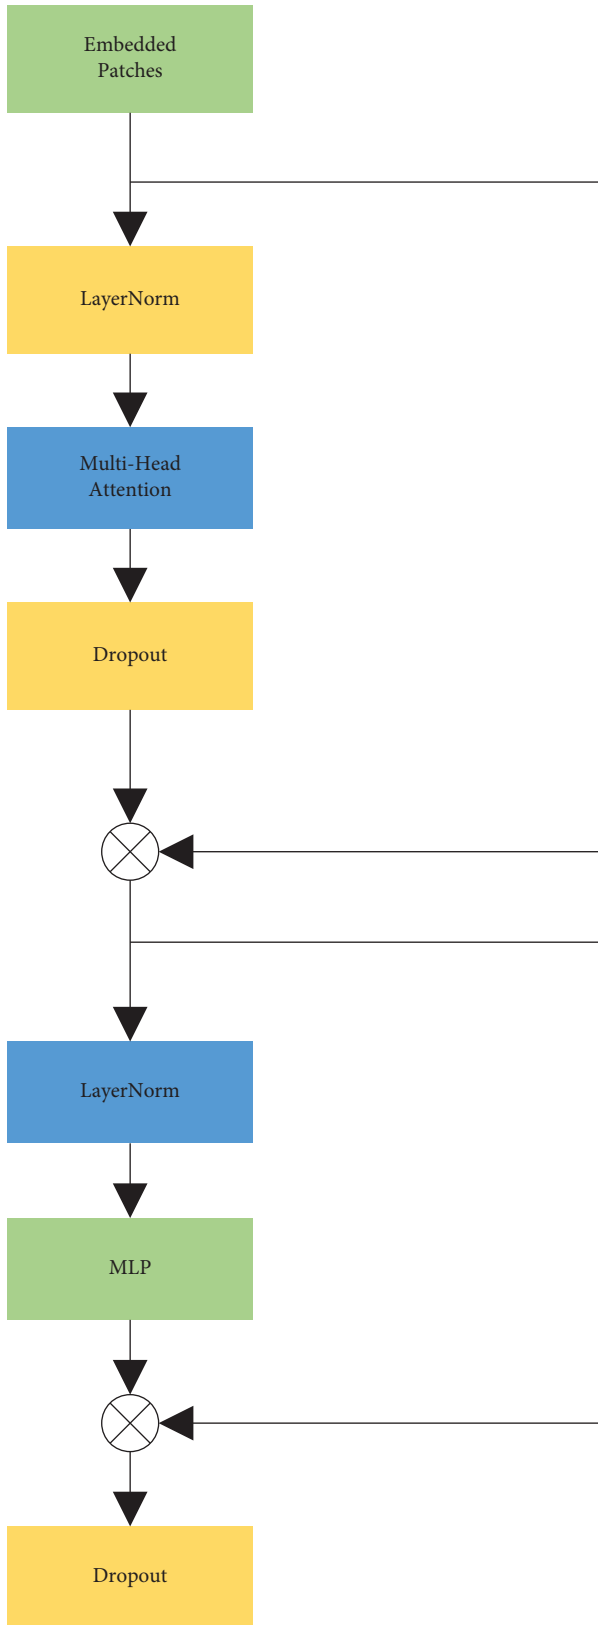 Embedded
Patches
LayerNorm
Multi-Head
Attention
Dropout
LayerNorm
MLP
Dropout